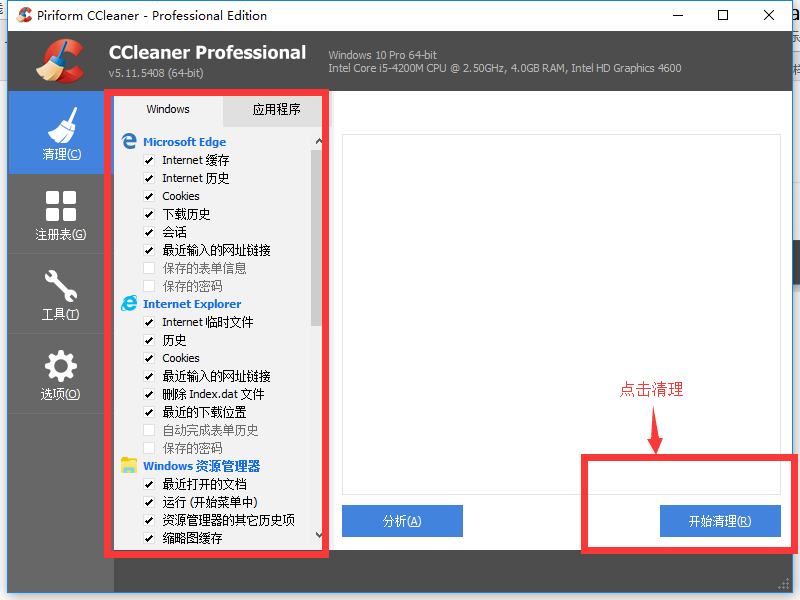 Piriform CCleaner - Professional Edition
CCleaner Professional
v5.11.5408 (64-bit)
Windows 10 Pro 64-bit
Intel Core i5-4200M CPU @ 2.50GHz, 4.0GB RAM, Intel HD Graphics 4600
清理(C)
注册表(G)
工具(T)
选项(O)
Windows
应用程序
Microsoft Edge
Internet 缓存
Internet 历史
Cookies
下载历史
会话
最近输入的网址链接
保存的表单信息
保存的密码
Internet Explorer
Internet 临时文件
历史
Cookies
最近输入的网址链接
删除 Index.dat 文件
最近的下载位置
自动完成表单历史
保存的密码
Windows 资源管理器
最近打开的文档
运行 (开始菜单中)
资源管理器的其它历史项
缩略图缓存
点击清理
分析(A)
开始清理(R)